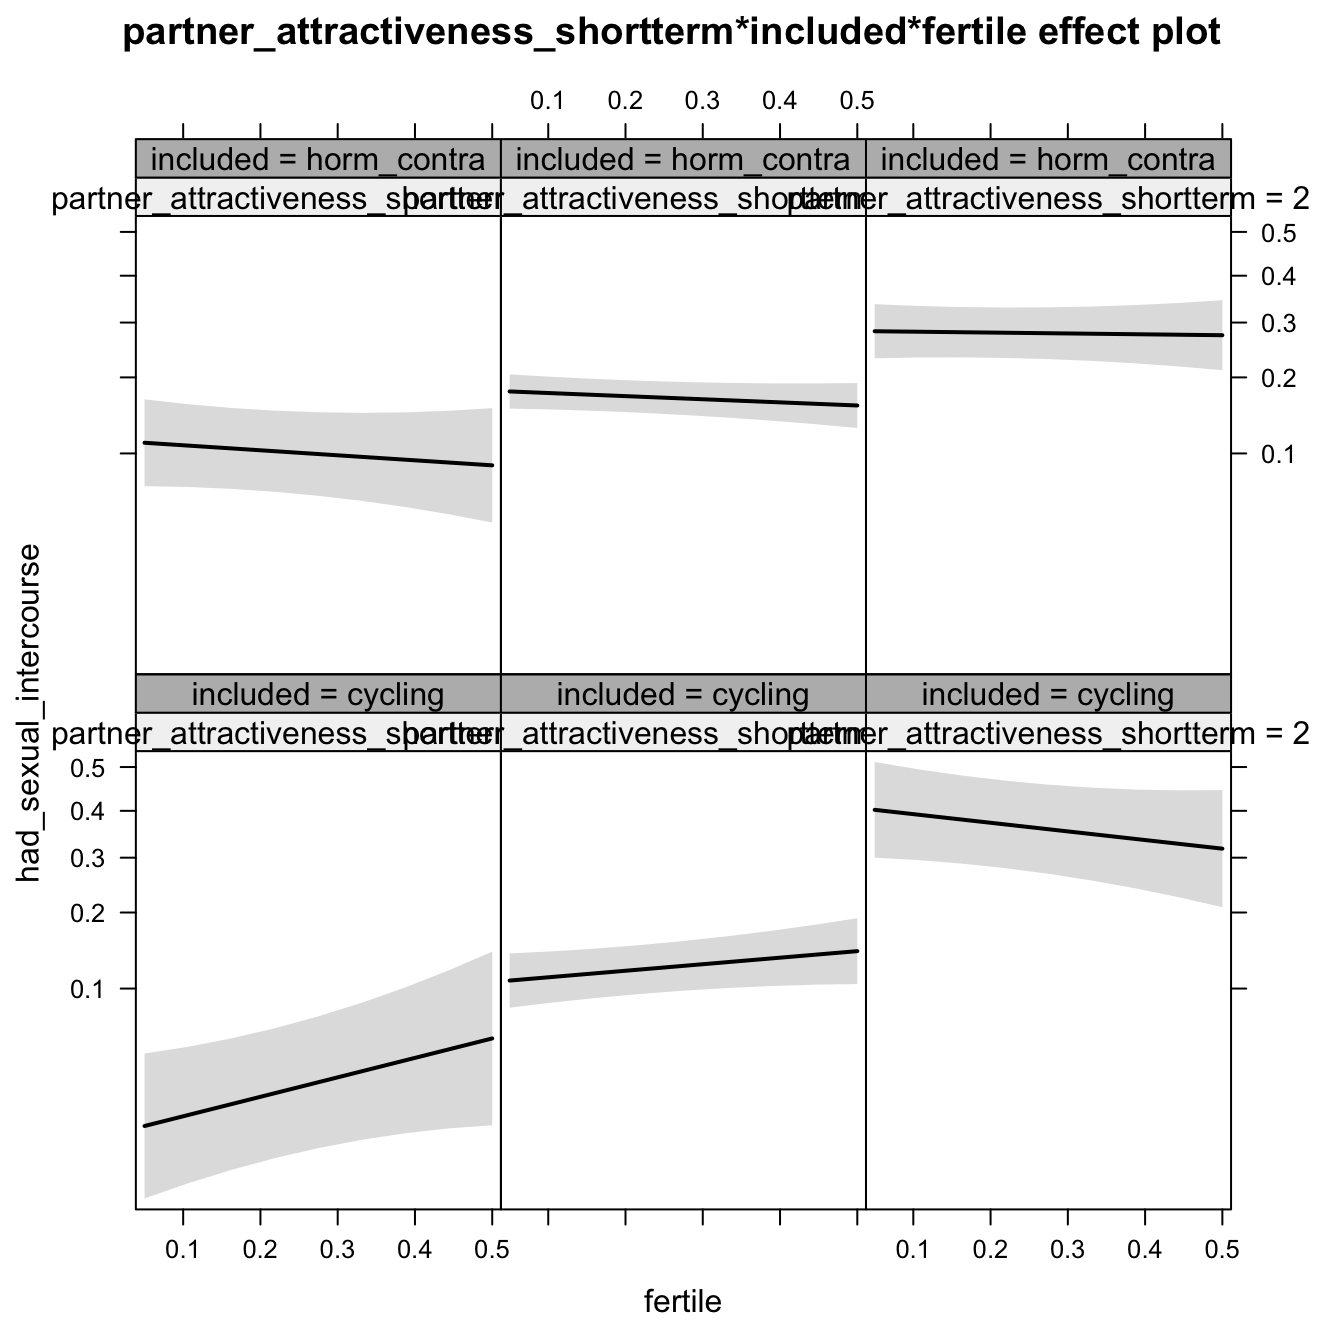 partner_attractiveness_shortterm*included*fertile effect plot
0.1 0.2 0.3 0.4 0.5
included = horm_contra included = horm_contra included = horm_contra
partner_attractiveness_shortterm partner_attractiveness_shortterm partner_attractiveness_shortterm = 2
0.5
0.4
0.3
0.2
0.1
had_sexual_intercourse
included = cycling included = cycling included = cycling
partner_attractiveness_shortterm partner_attractiveness_shortterm partner_attractiveness_shortterm = 2
0.5
0.4
0.3
0.2
0.1
0.1 0.2 0.3 0.4 0.5 0.1 0.2 0.3 0.4 0.5
fertile